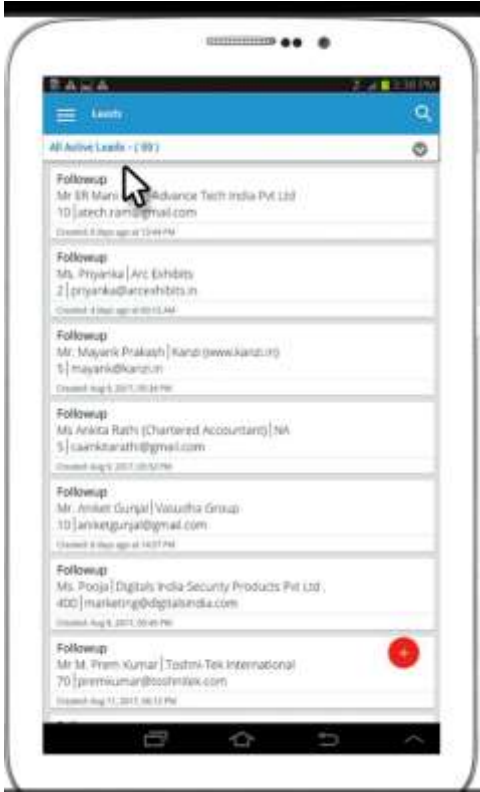 3:38 PM
Leads
All Active Leads - ( 99 )
Followup
Mr ER Mani Advance Tech India Pvt Ltd
10 | atech.ram@gmail.com
Followup
Ms. Priyanka | Arc Exhibits
2 | priyanka@arcexhibits.in
Followup
Mr. Mayank Prakash | Kanzi (www.kanzi.in)
5 | mayank@kanzi.in
Followup
Ms Ankita Rathi (Chartered Accountant) | NA
5 | caankitarathi@gmail.com
Followup
Mr. Aniket Gunjal | Vasudha Group
10 | aniketgunjal@gmail.com
Followup
Ms. Pooja | Digitals India Security Products Pvt Ltd .
400 | marketing@digitalsindia.com
Followup
Mr M. Prem Kumar | Toshni-Tek International
70 | premkumar@toshnitek.com